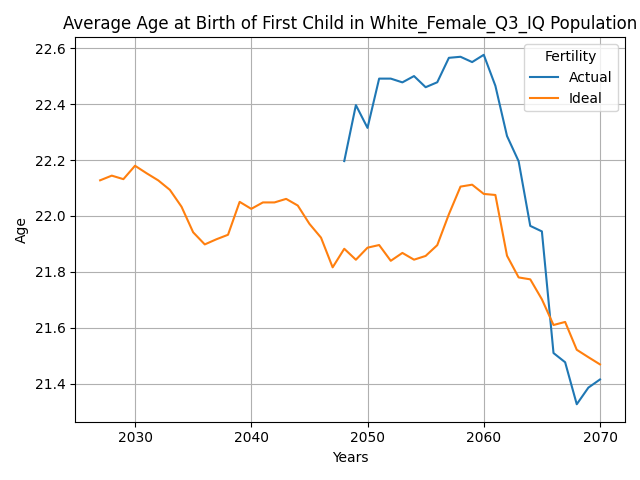 Average Age at Birth of First Child in White_Female_Q3_IQ Population
Fertility
Actual
Ideal
Age
22.6
22.4
22.2
22.0
21.8
21.6
21.4
2030 2040 2050 2060 2070
Years